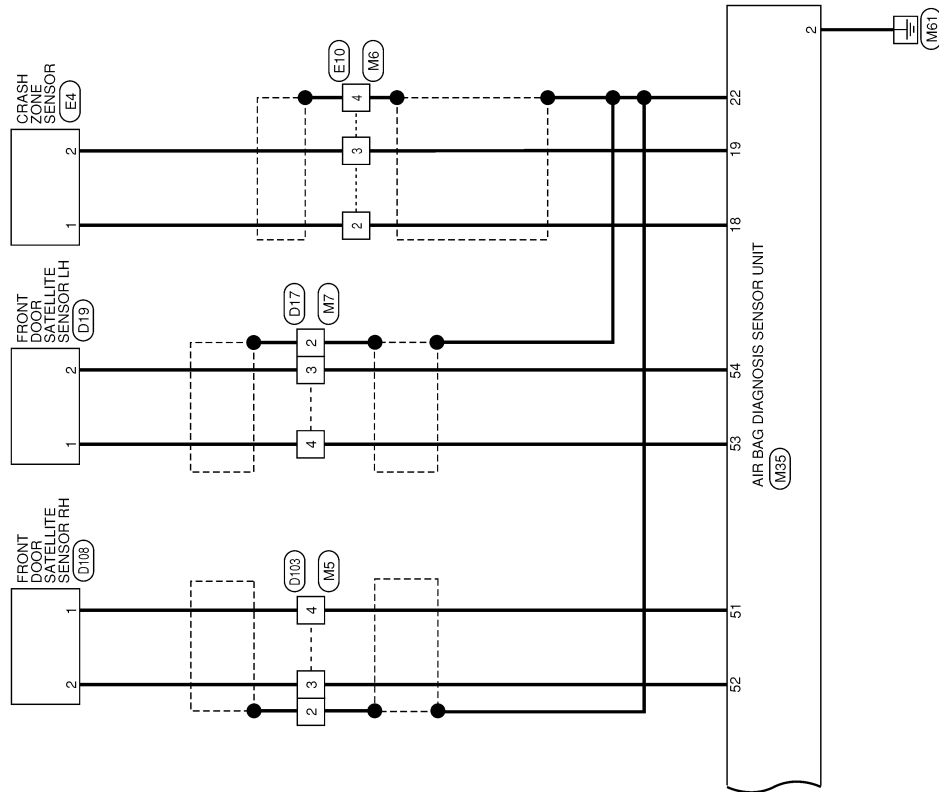 FRONT
DOOR
SATELLITE
SENSOR RH
D108
FRONT
DOOR
SATELLITE
SENSOR LH
D19
CRASH
ZONE
SENSOR
E4
2 1
1 2
1 2
D103
M5
2 3 4
D17
M7
4 3 2
E10
M6
2 3 4
52 51 53 54 18 19 22
AIR BAG DIAGNOSIS SENSOR UNIT
M35
2
M61